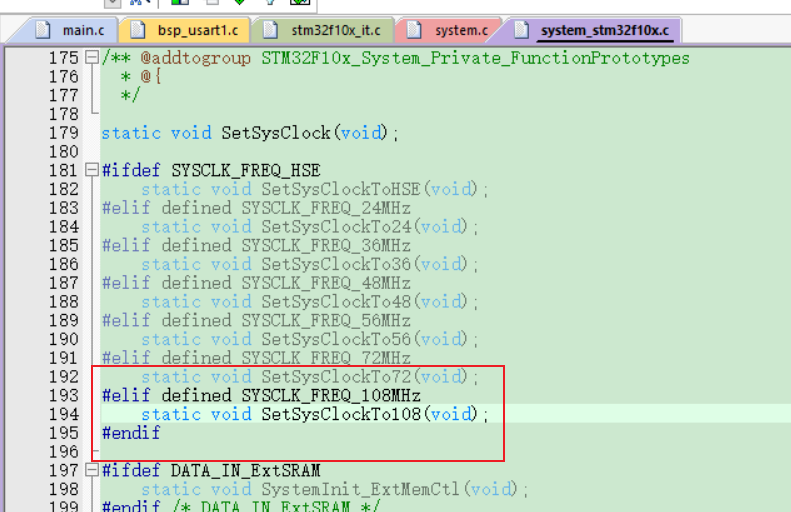 main.c bsp_usart1.c stm32f10x_it.c system.c system_stm32f10x.c
175 /** @addtogroup STM32F10x_System_Private_FunctionPrototypes
176 * @{
177 */
178
179 static void SetSysClock(void);
180
181 #ifdef SYSCLK_FREQ_HSE
182 static void SetSysClockToHSE(void);
183 #elif defined SYSCLK_FREQ_24MHz
184 static void SetSysClockTo24(void);
185 #elif defined SYSCLK_FREQ_36MHz
186 static void SetSysClockTo36(void);
187 #elif defined SYSCLK_FREQ_48MHz
188 static void SetSysClockTo48(void);
189 #elif defined SYSCLK_FREQ_56MHz
190 static void SetSysClockTo56(void);
191 #elif defined SYSCLK_FREQ_72MHz
192 static void SetSysClockTo72(void);
193 #elif defined SYSCLK_FREQ_108MHz
194 static void SetSysClockTo108(void);
195 #endif
196
197 #ifdef DATA_IN_ExtSRAM
198 static void SystemInit_ExtMemCtl(void);
199 #endif /* DATA_IN_ExtSRAM */